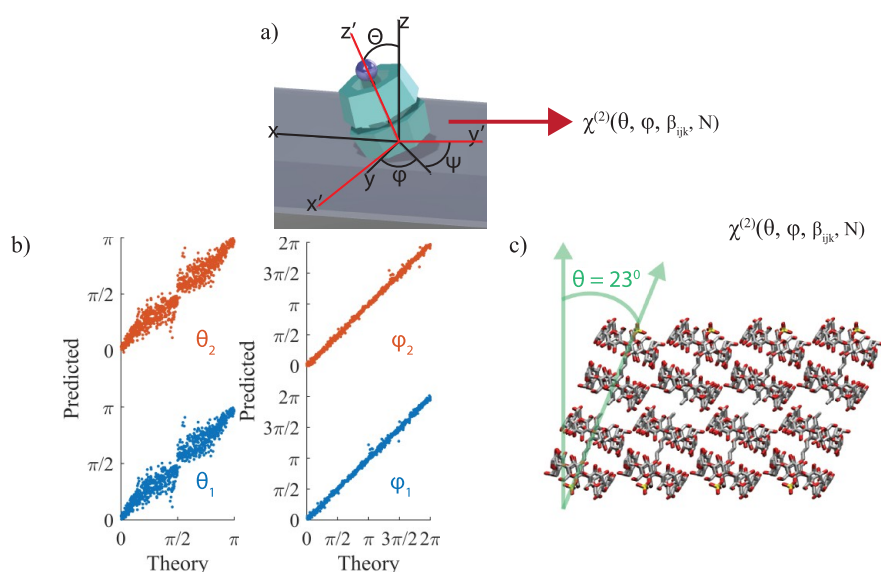 a)
z'
Θ
z
x
y'
y
φ
Ψ
x'
χ⁽²⁾(θ, φ, βᵢⱼₖ, N)
b)
π
π/2
0
θ₂
π
π/2
0
θ₁
0
π/2
π
Predicted
Theory
2π
3π/2
π
π/2
0
φ₂
2π
3π/2
π
π/2
0
φ₁
0
π/2
π
3π/2
2π
Predicted
Theory
c)
χ⁽²⁾(θ, φ, βᵢⱼₖ, N)
θ = 23⁰